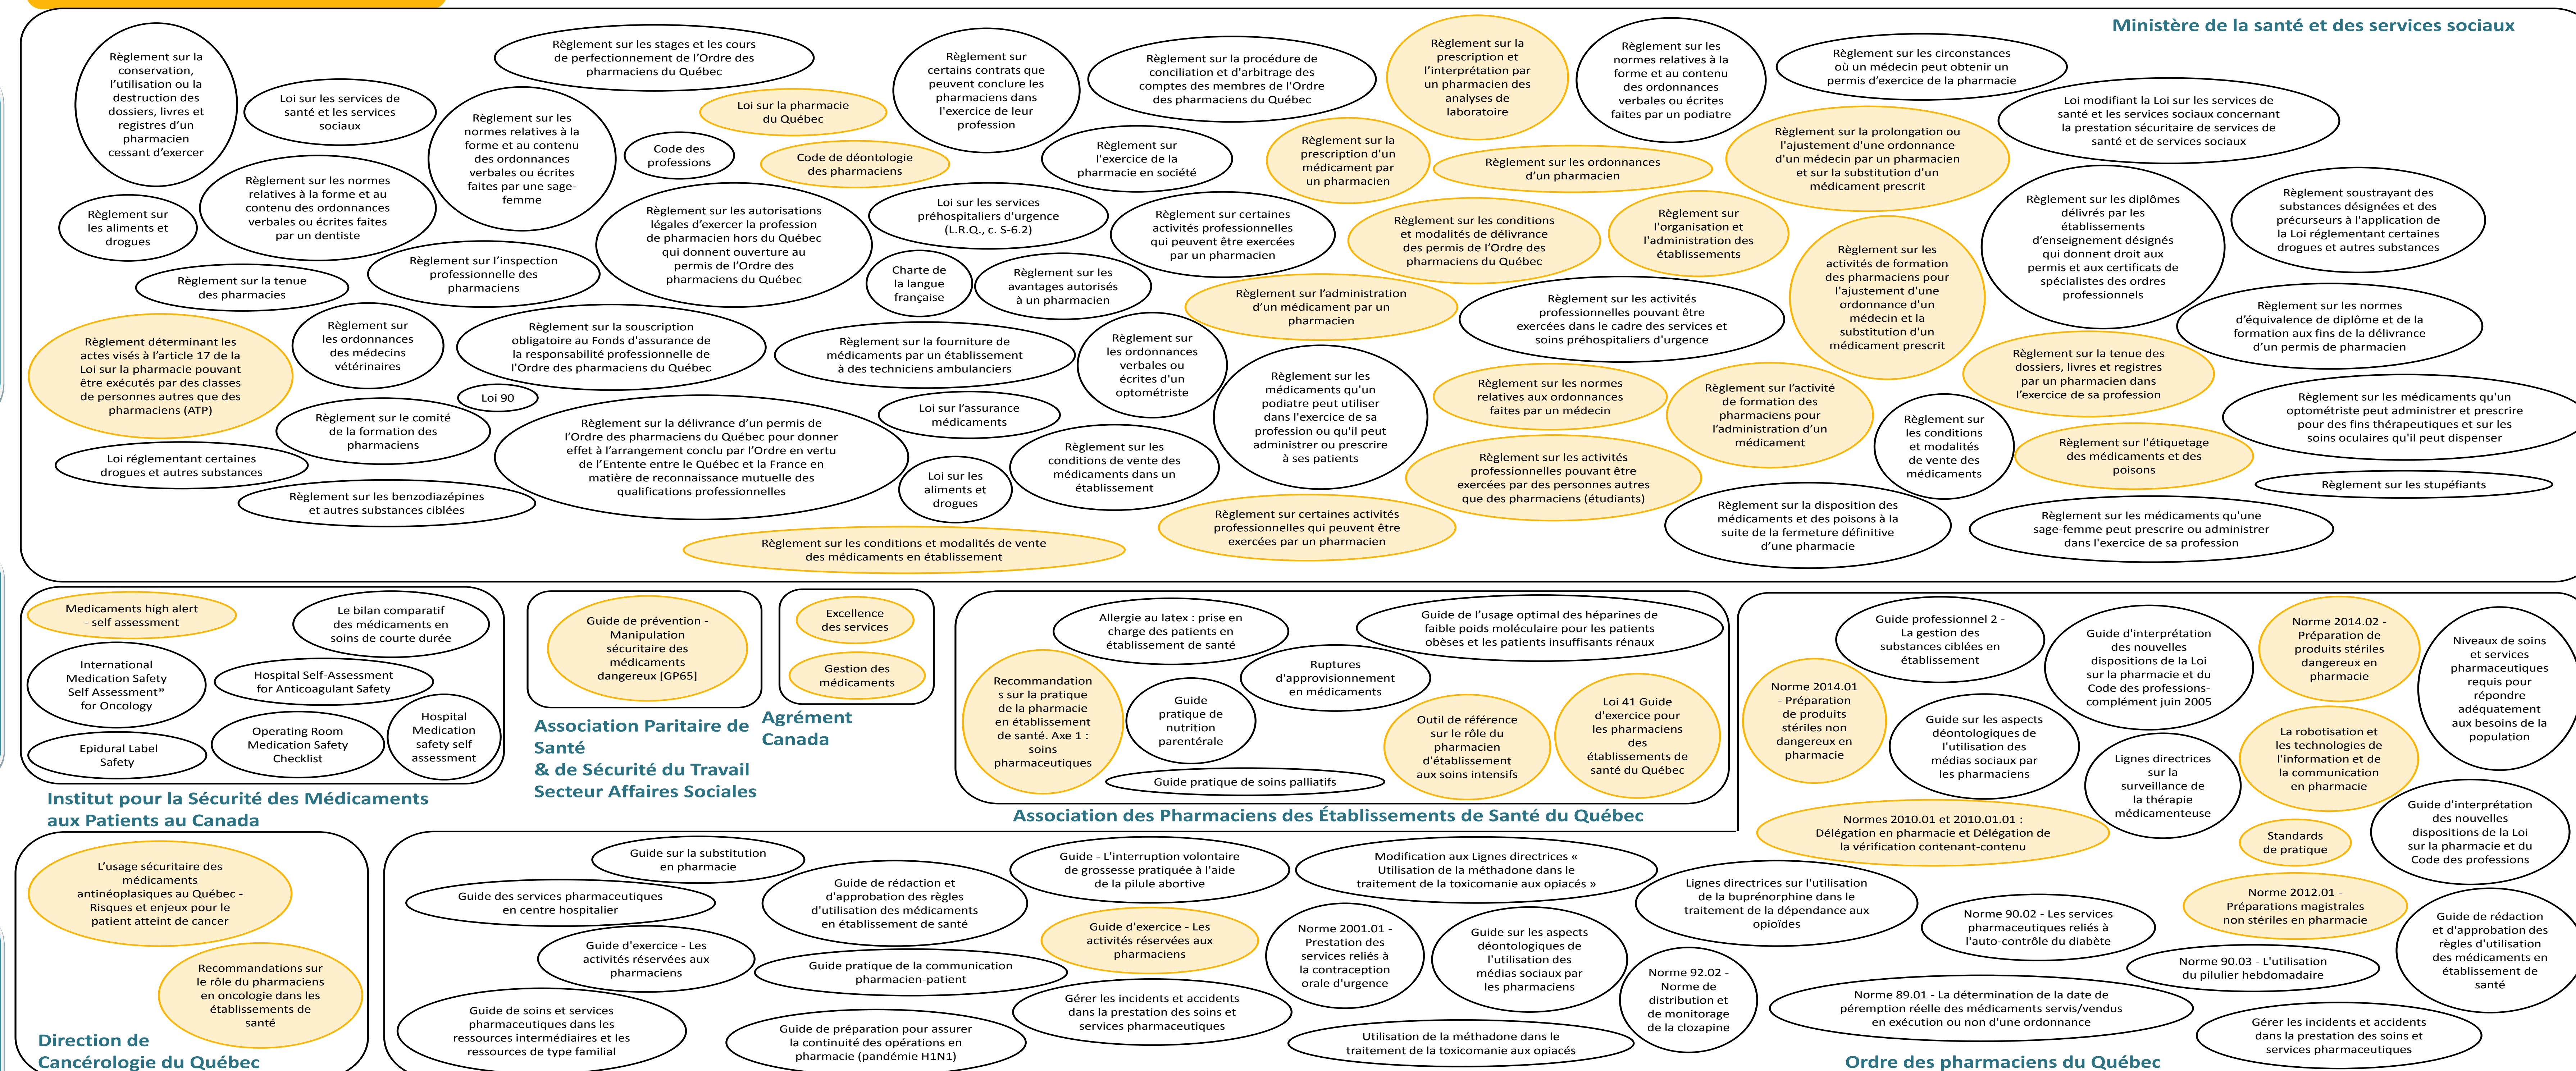 Ministère de la santé et des services sociaux
Règlement sur la
conservation,
l'utilisation ou la
destruction des
dossiers, livres et
registres d'un
pharmacien
cessant d'exercer
Loi sur les services de
santé et les services
sociaux
Règlement sur les stages et les cours
de perfectionnement de l'Ordre des
pharmaciens du Québec
Règlement sur les
normes relatives à la
forme et au contenu
des ordonnances
verbales ou écrites
faites par une sage-
femme
Loi sur la pharmacie
du Québec
Code des
professions
Code de déontologie
des pharmaciens
Règlement sur
certains contrats que
peuvent conclure les
pharmaciens dans
l'exercice de leur
profession
Règlement sur la procédure de
conciliation et d'arbitrage des
comptes des membres de l'Ordre
des pharmaciens du Québec
Règlement sur
l'exercice de la
pharmacie en société
Règlement sur la
prescription et
l'interprétation par
un pharmacien des
analyses de
laboratoire
Règlement sur les
normes relatives à la
forme et au contenu
des ordonnances
verbales ou écrites
faites par un podiatre
Règlement sur les circonstances
où un médecin peut obtenir un
permis d'exercice de la pharmacie
Loi modifiant la Loi sur les services de
santé et les services sociaux concernant
la prestation sécuritaire de services de
santé et de services sociaux
Règlement sur la
prescription d'un
médicament par
un pharmacien
Règlement sur les ordonnances
d'un pharmacien
Règlement sur la prolongation ou
l'ajustement d'une ordonnance
d'un médecin par un pharmacien
et sur la substitution d'un
médicament prescrit
Règlement sur
les aliments et
drogues
Règlement sur les normes
relatives à la forme et au
contenu des ordonnances
verbales ou écrites faites
par un dentiste
Règlement sur les autorisations
légales d'exercer la profession
de pharmacien hors du Québec
qui donnent ouverture au
permis de l'Ordre des
pharmaciens du Québec
Loi sur les services
préhospitaliers d'urgence
(L.R.Q., c. S-6.2)
Règlement sur certaines
activités professionnelles
qui peuvent être exercées
par un pharmacien
Règlement sur les conditions
et modalités de délivrance
des permis de l'Ordre des
pharmaciens du Québec
Règlement sur
l'organisation et
l'administration des
établissements
Règlement sur les
activités de formation
des pharmaciens pour
l'ajustement d'une
ordonnance d'un
médecin et la
substitution d'un
médicament prescrit
Règlement sur les diplômes
délivrés par les
établissements
d'enseignement désignés
qui donnent droit aux
permis et aux certificats de
spécialistes des ordres
professionnels
Règlement soustrayant des
substances désignées et des
précurseurs à l'application de
la Loi réglementant certaines
drogues et autres substances
Règlement sur la tenue
des pharmacies
Règlement sur l'inspection
professionnelle des
pharmaciens
Charte de
la langue
française
Règlement sur les
avantages autorisés
à un pharmacien
Règlement sur l'administration
d'un médicament par un
pharmacien
Règlement sur les activités
professionnelles pouvant être
exercées dans le cadre des services et
soins préhospitaliers d'urgence
Règlement sur les normes
d'équivalence de diplôme et de la
formation aux fins de la délivrance
d'un permis de pharmacien
Règlement déterminant les
actes visés à l'article 17 de la
Loi sur la pharmacie pouvant
être exécutés par des classes
de personnes autres que des
pharmaciens (ATP)
Règlement sur
les ordonnances
des médecins
vétérinaires
Règlement sur la souscription
obligatoire au Fonds d'assurance de
la responsabilité professionnelle de
l'Ordre des pharmaciens du Québec
Règlement sur la fourniture de
médicaments par un établissement
à des techniciens ambulanciers
Règlement sur
les ordonnances
verbales ou
écrites d'un
optométriste
Règlement sur les
médicaments qu'un
podiatre peut utiliser
dans l'exercice de sa
profession ou qu'il peut
administrer ou prescrire
à ses patients
Règlement sur les normes
relatives aux ordonnances
faites par un médecin
Règlement sur l'activité
de formation des
pharmaciens pour
l'administration d'un
médicament
Règlement sur la tenue des
dossiers, livres et registres
par un pharmacien dans
l'exercice de sa profession
Règlement sur les médicaments qu'un
optométriste peut administrer et prescrire
pour des fins thérapeutiques et sur les
soins oculaires qu'il peut dispenser
Loi 90
Règlement sur le comité
de la formation des
pharmaciens
Loi sur l'assurance
médicaments
Règlement sur
les conditions
et modalités
de vente des
médicaments
Règlement sur l'étiquetage
des médicaments et des
poisons
Loi réglementant certaines
drogues et autres substances
Règlement sur la délivrance d'un permis de
l'Ordre des pharmaciens du Québec pour donner
effet à l'arrangement conclu par l'Ordre en vertu
de l'Entente entre le Québec et la France en
matière de reconnaissance mutuelle des
qualifications professionnelles
Loi sur les
aliments et
drogues
Règlement sur les
conditions de vente des
médicaments dans un
établissement
Règlement sur les activités
professionnelles pouvant être
exercées par des personnes autres
que des pharmaciens (étudiants)
Règlement sur les stupéfiants
Règlement sur les benzodiazépines
et autres substances ciblées
Règlement sur certaines activités
professionnelles qui peuvent être
exercées par un pharmacien
Règlement sur la disposition des
médicaments et des poisons à la
suite de la fermeture définitive
d'une pharmacie
Règlement sur les médicaments qu'une
sage-femme peut prescrire ou administrer
dans l'exercice de sa profession
Règlement sur les conditions et modalités de vente
des médicaments en établissement
Medicaments high alert
- self assessment
Le bilan comparatif
des médicaments en
soins de courte durée
International
Medication Safety
Self Assessment®
for Oncology
Hospital Self-Assessment
for Anticoagulant Safety
Epidural Label
Safety
Operating Room
Medication Safety
Checklist
Hospital
Medication
safety self
assessment
Institut pour la Sécurité des Médicaments
aux Patients au Canada
Guide de prévention -
Manipulation
sécuritaire des
médicaments
dangereux [GP65]
Association Paritaire de
Santé
& de Sécurité du Travail
Secteur Affaires Sociales
Excellence
des services
Gestion des
médicaments
Agrément
Canada
Allergie au latex : prise en
charge des patients en
établissement de santé
Guide de l'usage optimal des héparines de
faible poids moléculaire pour les patients
obèses et les patients insuffisants rénaux
Recommandation
s sur la pratique
de la pharmacie
en établissement
de santé. Axe 1 :
soins
pharmaceutiques
Ruptures
d'approvisionnement
en médicaments
Guide
pratique de
nutrition
parentérale
Outil de référence
sur le rôle du
pharmacien
d'établissement
aux soins intensifs
Loi 41 Guide
d'exercice pour
les pharmaciens
des
établissements de
santé du Québec
Guide pratique de soins palliatifs
Association des Pharmaciens des Établissements de Santé du Québec
Guide professionnel 2 -
La gestion des
substances ciblées en
établissement
Guide d'interprétation
des nouvelles
dispositions de la Loi
sur la pharmacie et du
Code des professions-
complément juin 2005
Norme 2014.02 -
Préparation de
produits stériles
dangereux en
pharmacie
Niveaux de soins
et services
pharmaceutiques
requis pour
répondre
adéquatement
aux besoins de la
population
Norme 2014.01
- Préparation
de produits
stériles non
dangereux en
pharmacie
Guide sur les aspects
déontologiques de
l'utilisation des
médias sociaux par
les pharmaciens
Lignes directrices
sur la
surveillance de
la thérapie
médicamenteuse
La robotisation et
les technologies de
l'information et de
la communication
en pharmacie
Normes 2010.01 et 2010.01.01 :
Délégation en pharmacie et Délégation de
la vérification contenant-contenu
Standards
de pratique
Guide d'interprétation
des nouvelles
dispositions de la Loi
sur la pharmacie et du
Code des professions
L'usage sécuritaire des
médicaments
antinéoplasiques au Québec -
Risques et enjeux pour le
patient atteint de cancer
Recommandations sur
le rôle du pharmaciens
en oncologie dans les
établissements de
santé
Direction de
Cancérologie du Québec
Guide sur la substitution
en pharmacie
Guide des services pharmaceutiques
en centre hospitalier
Guide de rédaction et
d'approbation des règles
d'utilisation des médicaments
en établissement de santé
Guide - L'interruption volontaire
de grossesse pratiquée à l'aide
de la pilule abortive
Modification aux Lignes directrices «
Utilisation de la méthadone dans le
traitement de la toxicomanie aux opiacés »
Lignes directrices sur l'utilisation
de la buprénorphine dans le
traitement de la dépendance aux
opioïdes
Norme 2012.01 -
Préparations magistrales
non stériles en pharmacie
Guide d'exercice - Les
activités réservées aux
pharmaciens
Guide d'exercice - Les
activités réservées aux
pharmaciens
Norme 2001.01 -
Prestation des
services reliés à
la contraception
orale d'urgence
Guide sur les aspects
déontologiques de
l'utilisation des
médias sociaux par
les pharmaciens
Norme 90.02 - Les services
pharmaceutiques reliés à
l'auto-contrôle du diabète
Guide de rédaction
et d'approbation des
règles d'utilisation
des médicaments en
établissement de
santé
Guide pratique de la communication
pharmacien-patient
Norme 92.02 -
Norme de
distribution et
de monitorage
de la clozapine
Norme 90.03 - L'utilisation
du pilulier hebdomadaire
Guide de soins et services
pharmaceutiques dans les
ressources intermédiaires et les
ressources de type familial
Gérer les incidents et accidents
dans la prestation des soins et
services pharmaceutiques
Norme 89.01 - La détermination de la date de
péremption réelle des médicaments servis/vendus
en exécution ou non d'une ordonnance
Guide de préparation pour assurer
la continuité des opérations en
pharmacie (pandémie H1N1)
Utilisation de la méthadone dans le
traitement de la toxicomanie aux opiacés
Gérer les incidents et accidents
dans la prestation des soins et
services pharmaceutiques
Ordre des pharmaciens du Québec